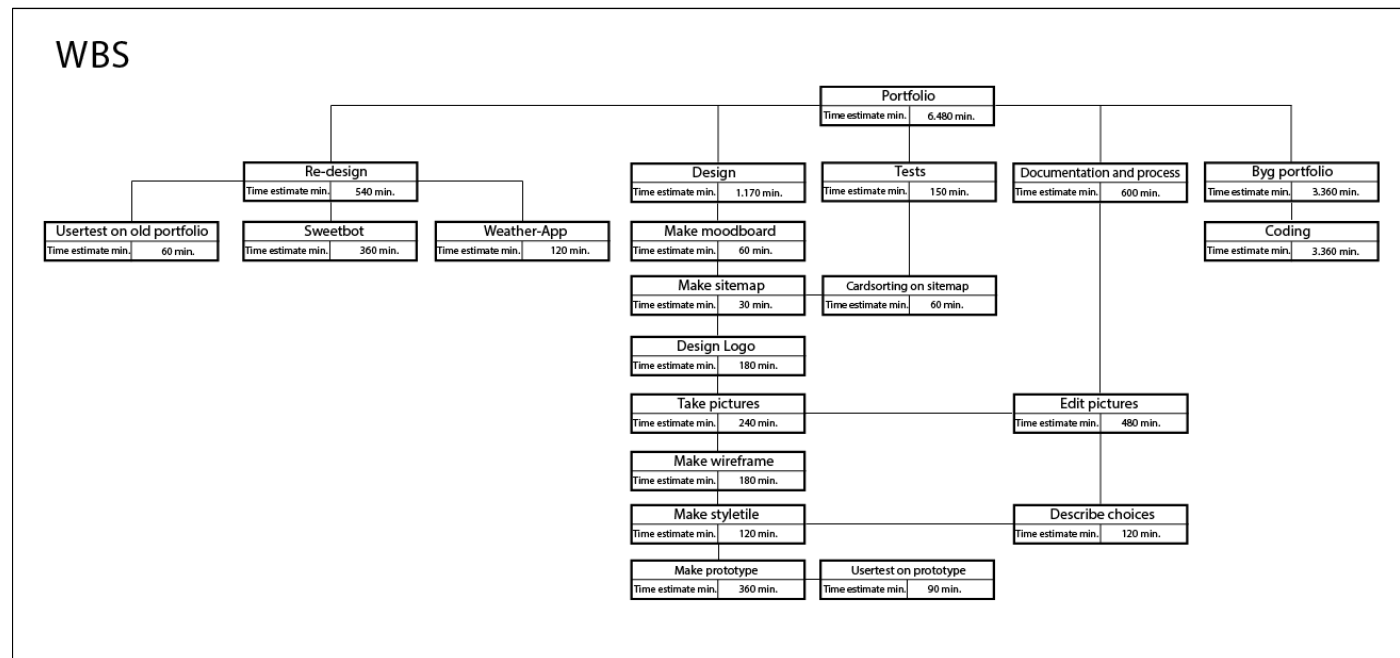 WBS
Portfolio
Time estimate min. 6.480 min.
Re-design
Time estimate min. 540 min.
Design
Time estimate min. 1.170 min.
Tests
Time estimate min. 150 min.
Documentation and process
Time estimate min. 600 min.
Byg portfolio
Time estimate min. 3.360 min.
Usertest on old portfolio
Time estimate min. 60 min.
Sweetbot
Time estimate min. 360 min.
Weather-App
Time estimate min. 120 min.
Make moodboard
Time estimate min. 60 min.
Coding
Time estimate min. 3.360 min.
Make sitemap
Time estimate min. 30 min.
Cardsorting on sitemap
Time estimate min. 60 min.
Design Logo
Time estimate min. 180 min.
Take pictures
Time estimate min. 240 min.
Edit pictures
Time estimate min. 480 min.
Make wireframe
Time estimate min. 180 min.
Make styletile
Time estimate min. 120 min.
Describe choices
Time estimate min. 120 min.
Make prototype
Time estimate min. 360 min.
Usertest on prototype
Time estimate min. 90 min.